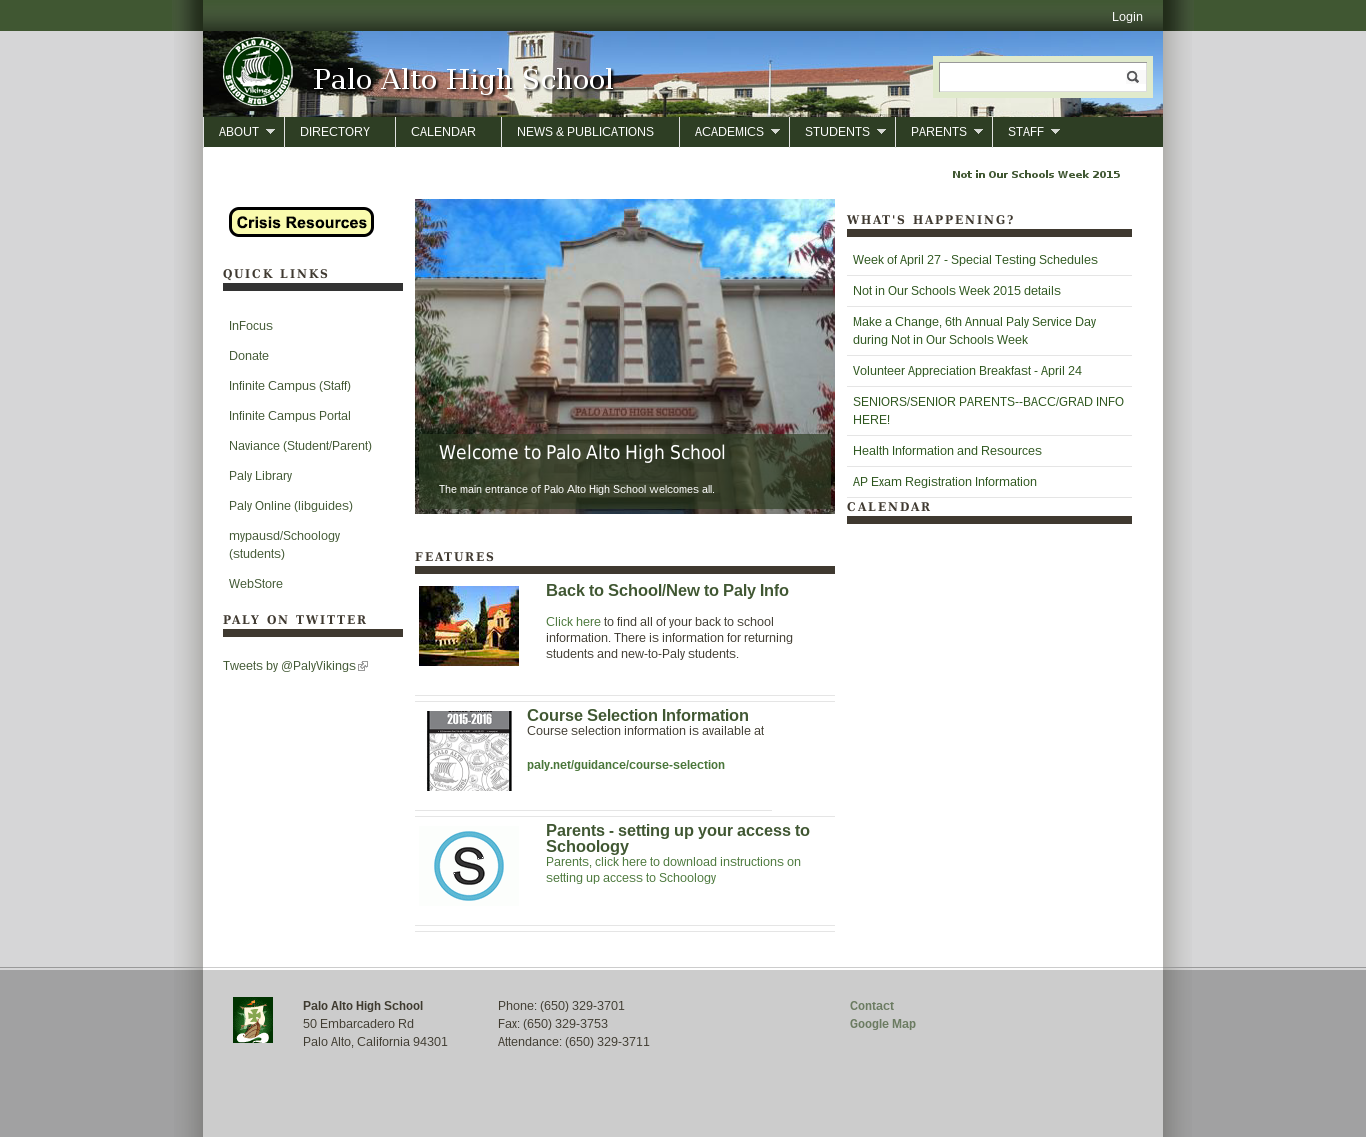 Login
PALO ALTO
Vikings
SENIOR HIGH SCHOOL
Palo Alto High School
ABOUT
DIRECTORY
CALENDAR
NEWS & PUBLICATIONS
ACADEMICS
STUDENTS
PARENTS
STAFF
Not in Our Schools Week 2015
Crisis Resources
QUICK LINKS
InFocus
Donate
Infinite Campus (Staff)
Infinite Campus Portal
Naviance (Student/Parent)
Paly Library
Paly Online (libguides)
mypausd/Schoology
(students)
WebStore
PALY ON TWITTER
Tweets by @PalyVikings
PALO ALTO HIGH SCHOOL
Welcome to Palo Alto High School
The main entrance of Palo Alto High School welcomes all.
FEATURES
Back to School/New to Paly Info
Click here to find all of your back to school
information. There is information for returning
students and new-to-Paly students.
2015-2016
Course Selection Information
Course selection information is available at
paly.net/guidance/course-selection
S
Parents - setting up your access to
Schoology
Parents, click here to download instructions on
setting up access to Schoology
WHAT'S HAPPENING?
Week of April 27 - Special Testing Schedules
Not in Our Schools Week 2015 details
Make a Change, 6th Annual Paly Service Day
during Not in Our Schools Week
Volunteer Appreciation Breakfast - April 24
SENIORS/SENIOR PARENTS--BACC/GRAD INFO
HERE!
Health Information and Resources
AP Exam Registration Information
CALENDAR
Palo Alto High School
50 Embarcadero Rd
Palo Alto, California 94301
Phone: (650) 329-3701
Fax: (650) 329-3753
Attendance: (650) 329-3711
Contact
Google Map